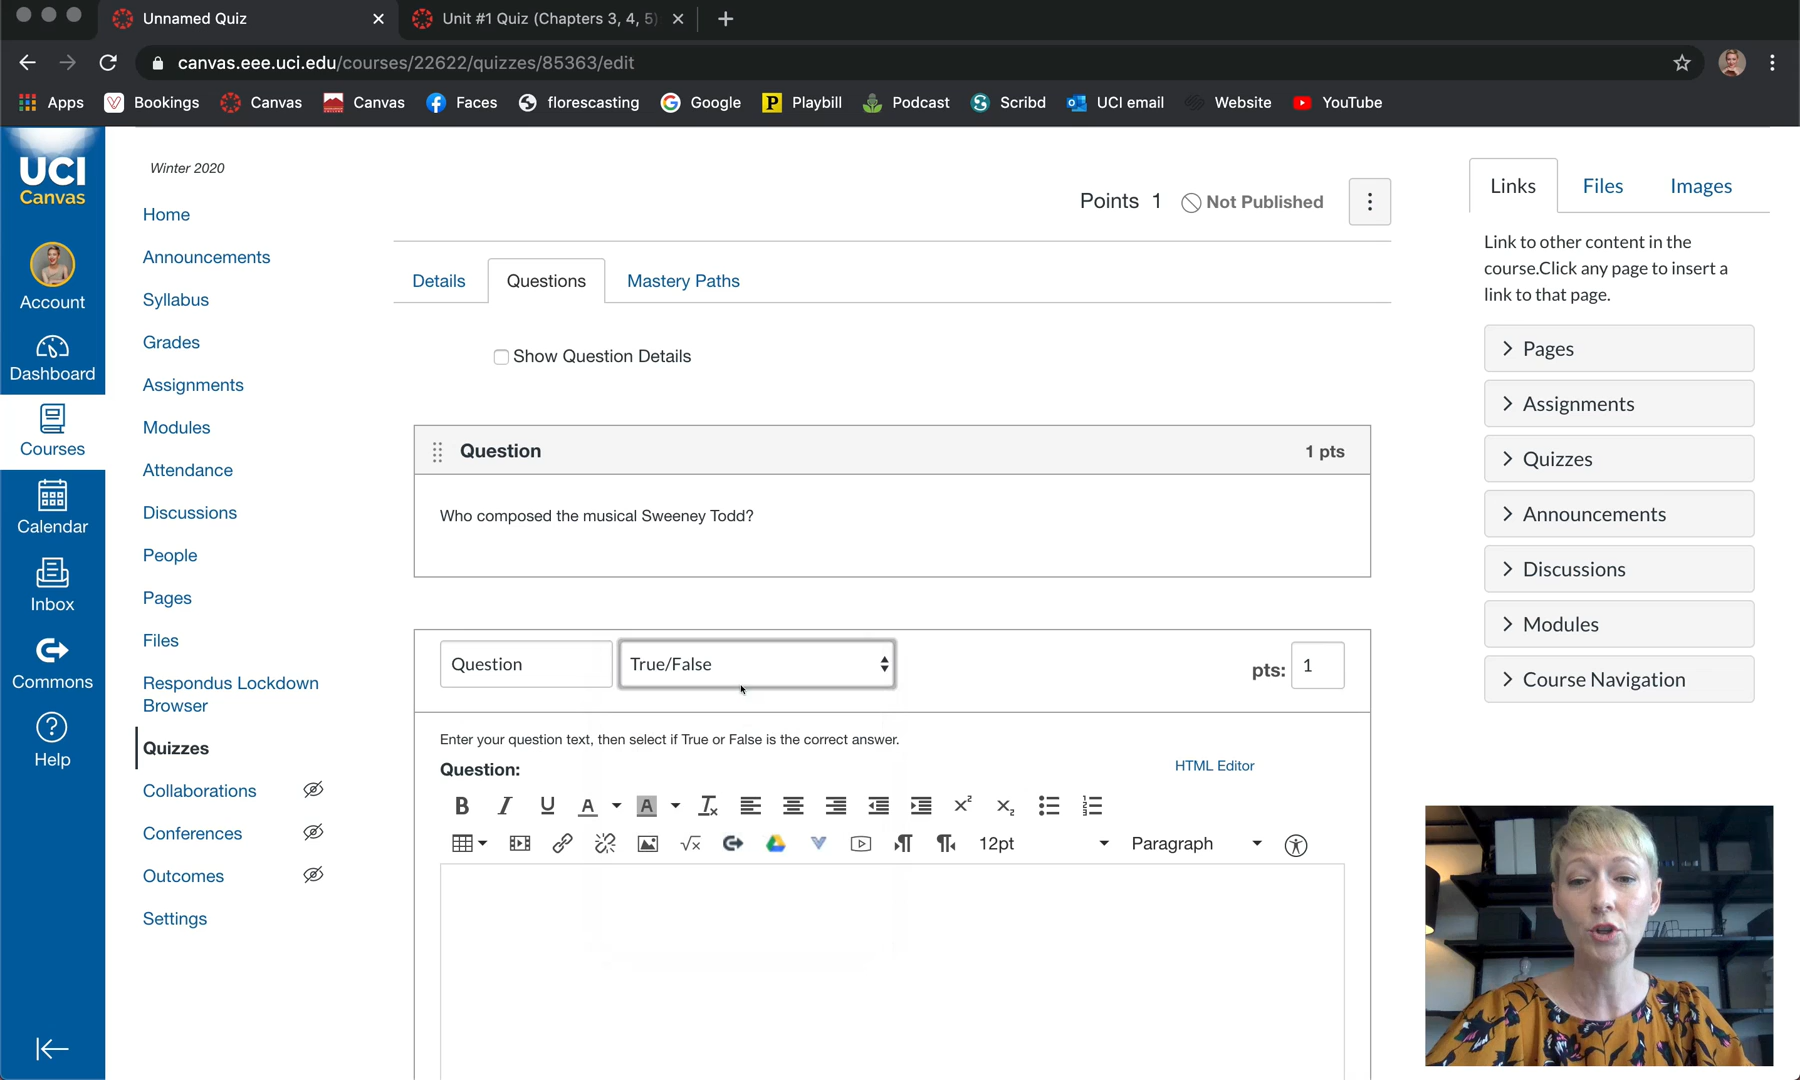 Unnamed Quiz
Unit #1 Quiz (Chapters 3, 4, 5)
canvas.eee.uci.edu/courses/22622/quizzes/85363/edit
Apps
Bookings
Canvas
Canvas
Faces
florescasting
Google
Playbill
Podcast
Scribd
UCI email
Website
YouTube
UCI
Canvas
Account
Dashboard
Courses
Calendar
Inbox
Commons
Help
Winter 2020
Home
Announcements
Syllabus
Grades
Assignments
Modules
Attendance
Discussions
People
Pages
Files
Respondus Lockdown
Browser
Quizzes
Collaborations
Conferences
Outcomes
Settings
Points 1 Not Published
Details
Questions
Mastery Paths
Show Question Details
Question
1 pts
Who composed the musical Sweeney Todd?
Question
True/False
pts: 1
Enter your question text, then select if True or False is the correct answer.
Question:
HTML Editor
12pt
Paragraph
Links
Files
Images
Link to other content in the
course.Click any page to insert a
link to that page.
Pages
Assignments
Quizzes
Announcements
Discussions
Modules
Course Navigation